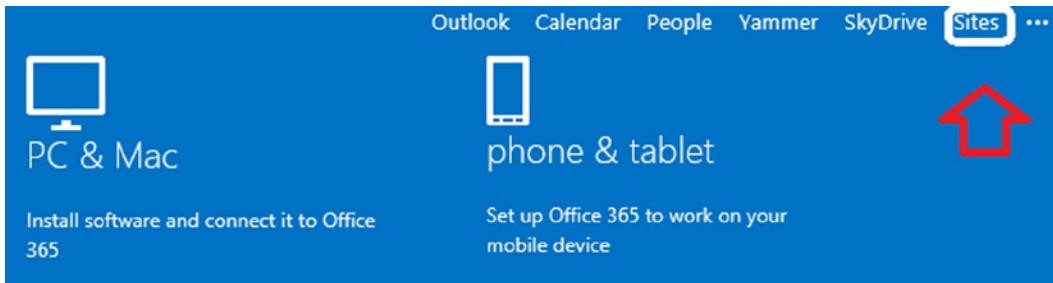 Outlook Calendar People Yammer SkyDrive Sites •••
PC & Mac
Install software and connect it to Office
365
phone & tablet
Set up Office 365 to work on your
mobile device